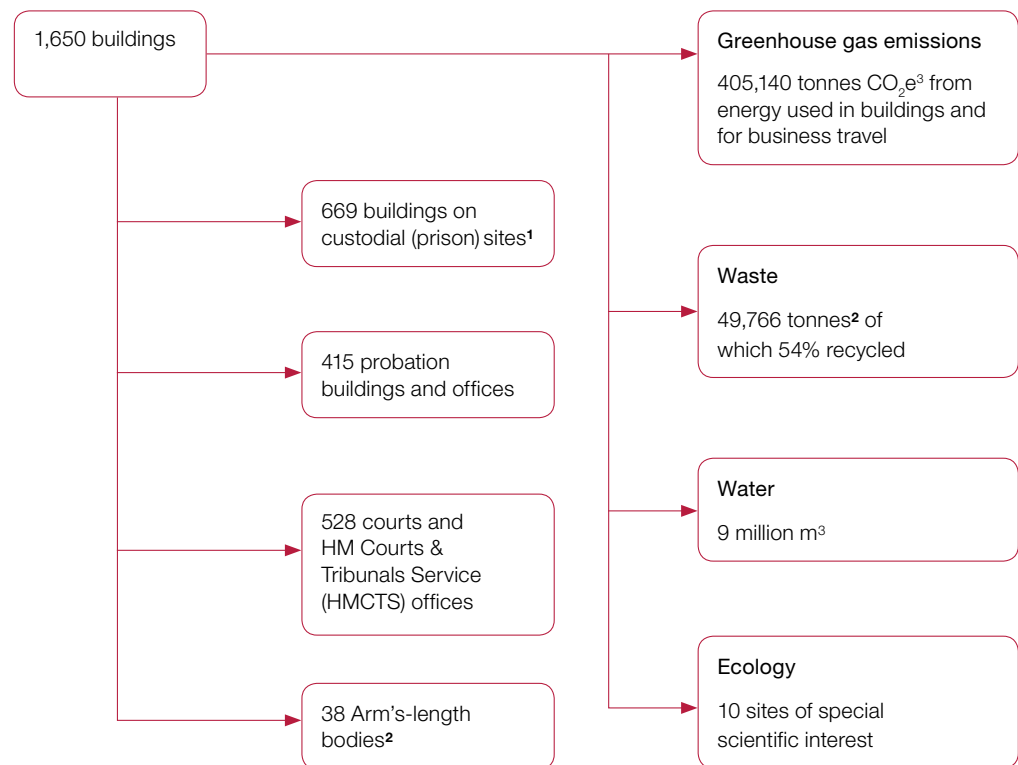 1,650 buildings
669 buildings on
custodial (prison) sites¹
415 probation
buildings and offices
528 courts and
HM Courts &
Tribunals Service
(HMCTS) offices
38 Arm’s-length
bodies²
Greenhouse gas emissions
405,140 tonnes CO₂e³ from
energy used in buildings and
for business travel
Waste
49,766 tonnes² of
which 54% recycled
Water
9 million m³
Ecology
10 sites of special
scientific interest